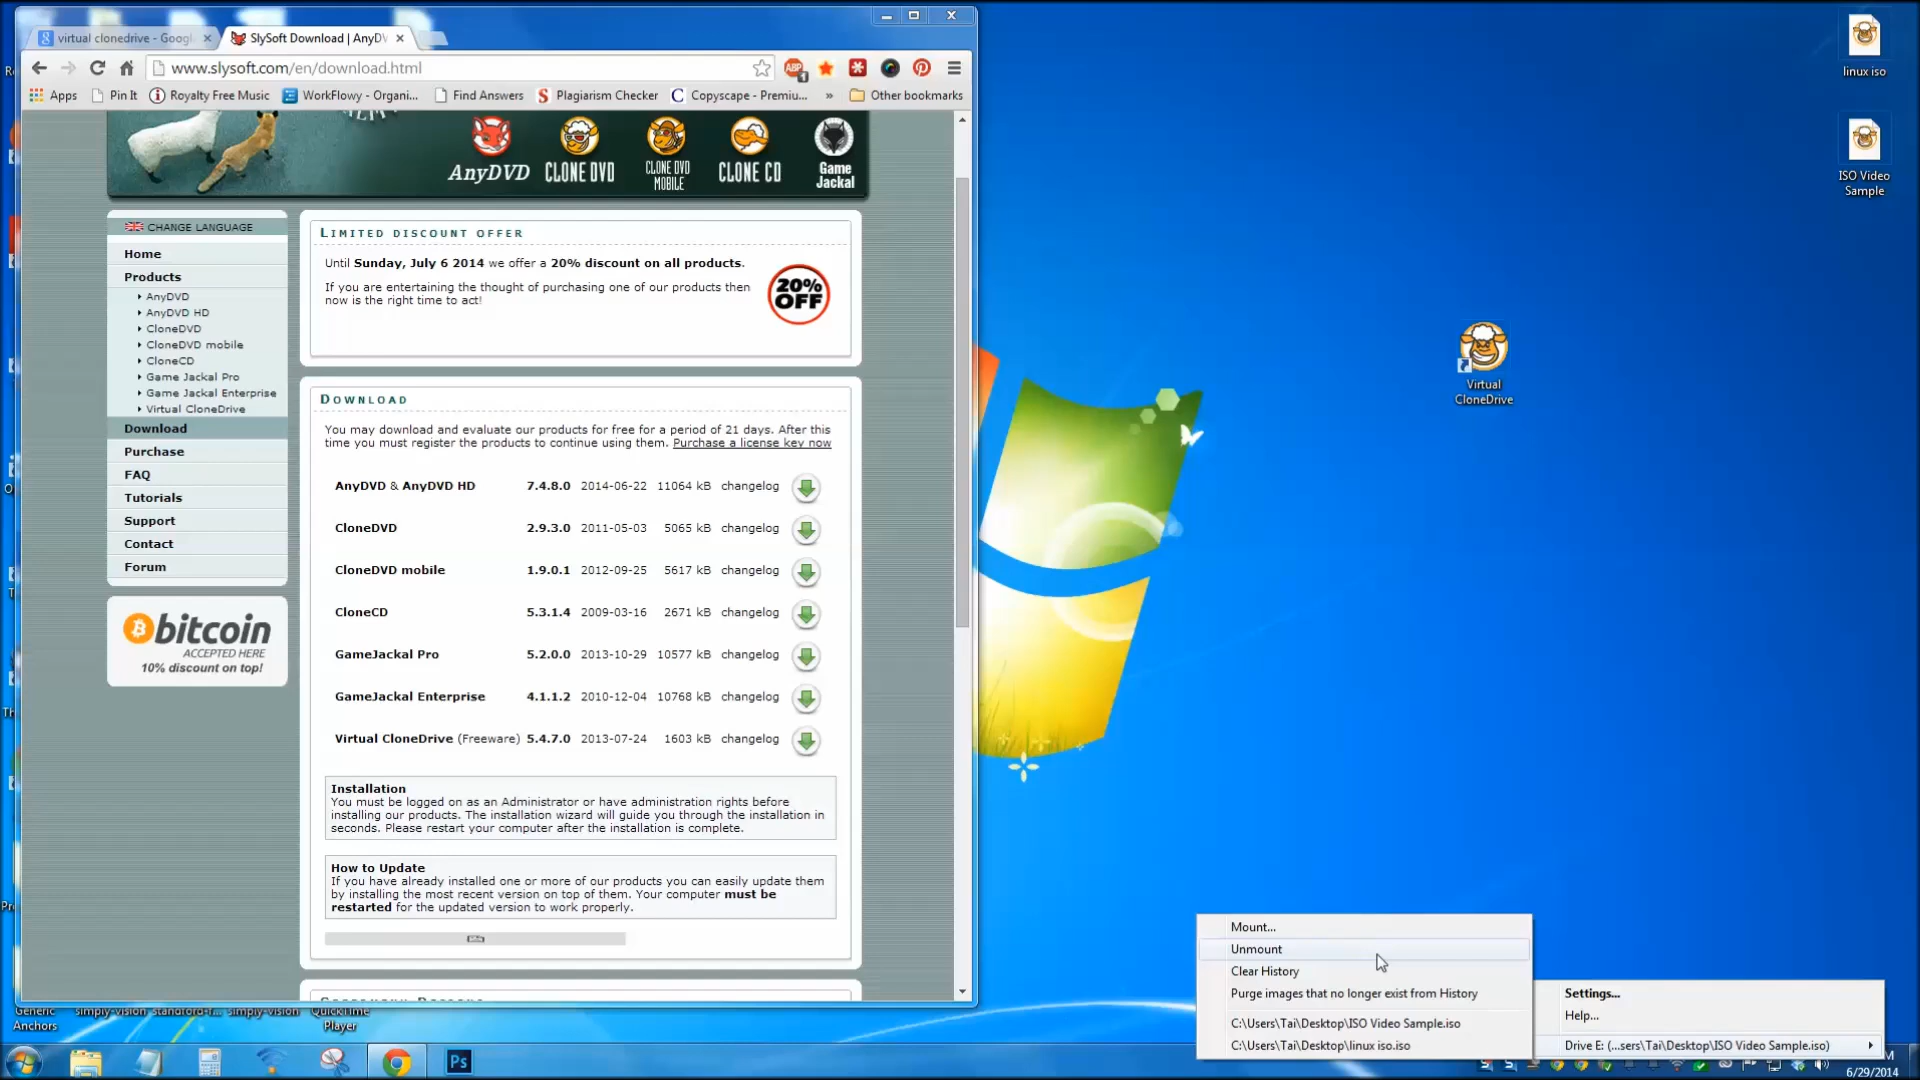 virtual clonedrive - Googl
SlySoft Download | AnyDV
www.slysoft.com/en/download.html
Apps
Pin It
Royalty Free Music
WorkFlowy - Organi...
Find Answers
Plagiarism Checker
Copyscape - Premiu...
»
Other bookmarks
AnyDVD
CLONE DVD
CLONE DVD MOBILE
CLONE CD
Game Jackal
CHANGE LANGUAGE
Home
Products
AnyDVD
AnyDVD HD
CloneDVD
CloneDVD mobile
CloneCD
Game Jackal Pro
Game Jackal Enterprise
Virtual CloneDrive
Download
Purchase
FAQ
Tutorials
Support
Contact
Forum
bitcoin
ACCEPTED HERE
10% discount on top!
LIMITED DISCOUNT OFFER
Until Sunday, July 6 2014 we offer a 20% discount on all products.
If you are entertaining the thought of purchasing one of our products then
now is the right time to act!
20%
OFF
DOWNLOAD
You may download and evaluate our products for free for a period of 21 days. After this
time you must register the products to continue using them. Purchase a license key now
AnyDVD & AnyDVD HD 7.4.8.0 2014-06-22 11064 kB changelog
CloneDVD 2.9.3.0 2011-05-03 5065 kB changelog
CloneDVD mobile 1.9.0.1 2012-09-25 5617 kB changelog
CloneCD 5.3.1.4 2009-03-16 2671 kB changelog
GameJackal Pro 5.2.0.0 2013-10-29 10577 kB changelog
GameJackal Enterprise 4.1.1.2 2010-12-04 10768 kB changelog
Virtual CloneDrive (Freeware) 5.4.7.0 2013-07-24 1603 kB changelog
Installation
You must be logged on as an Administrator or have administration rights before
installing our products. The installation wizard will guide you through the installation in
seconds. Please restart your computer after the installation is complete.
How to Update
If you have already installed one or more of our products you can easily update them
by installing the most recent version on top of them. Your computer must be
restarted for the updated version to work properly.
linux iso
ISO Video
Sample
Virtual
CloneDrive
Mount...
Unmount
Clear History
Purge images that no longer exist from History
C:\Users\Tai\Desktop\ISO Video Sample.iso
C:\Users\Tai\Desktop\linux iso.iso
Settings...
Help...
Drive E: (...sers\Tai\Desktop\ISO Video Sample.iso)
Generic
Anchors
simply-vision
simply-vision
QuickTime
Player
Ps
6/29/2014